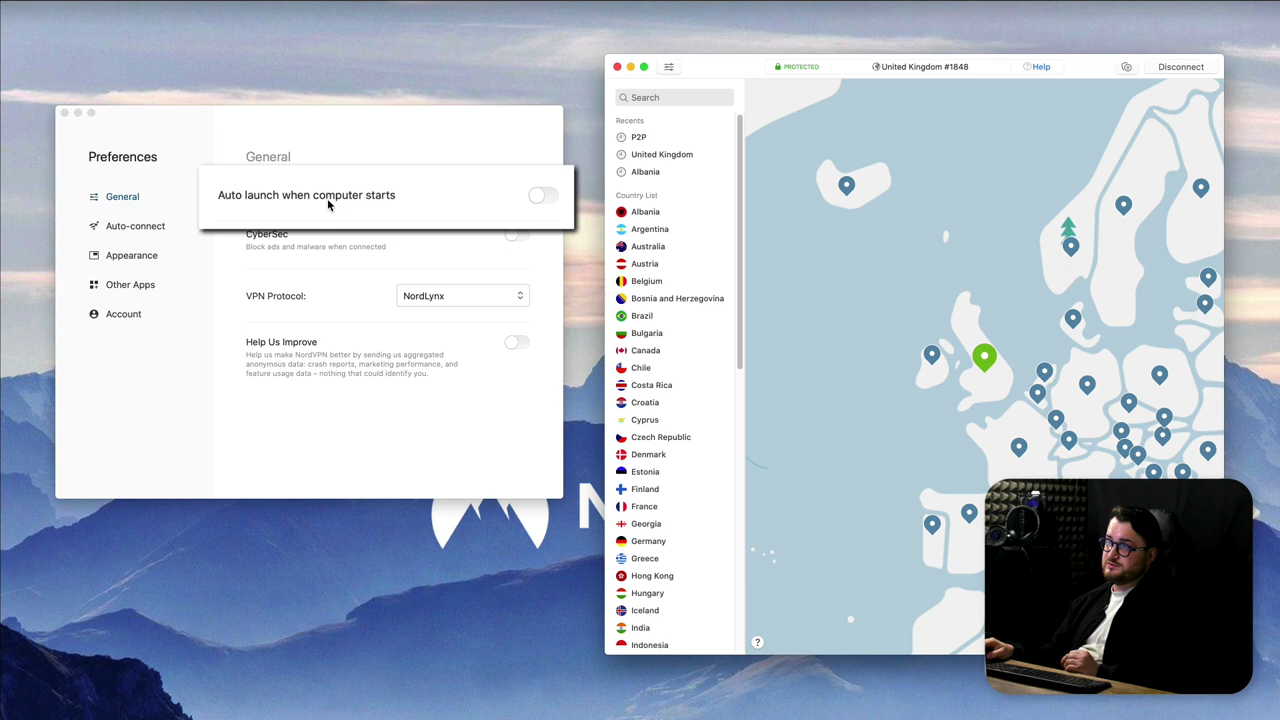 Preferences
General
Auto-connect
Appearance
Other Apps
Account
General
Auto launch when computer starts
CyberSec
Block ads and malware when connected
VPN Protocol:
NordLynx
Help Us Improve
Help us make NordVPN better by sending us aggregated
anonymous data: crash reports, marketing performance, and
feature usage data – nothing that could identify you.
N
PROTECTED
United Kingdom #1848
? Help
Disconnect
Search
Recents
P2P
United Kingdom
Albania
Country List
Albania
Argentina
Australia
Austria
Belgium
Bosnia and Herzegovina
Brazil
Bulgaria
Canada
Chile
Costa Rica
Croatia
Cyprus
Czech Republic
Denmark
Estonia
Finland
France
Georgia
Germany
Greece
Hong Kong
Hungary
Iceland
India
Indonesia
?